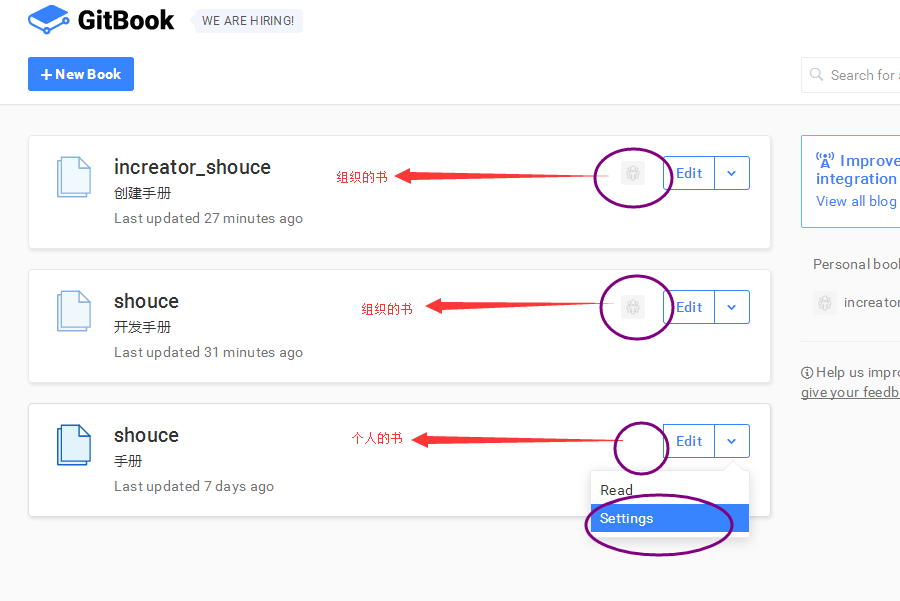 GitBook
WE ARE HIRING!
+ New Book
Search for a
increator_shouce
创建手册
Last updated 27 minutes ago
组织的书
Edit
shouce
开发手册
Last updated 31 minutes ago
组织的书
Edit
shouce
手册
Last updated 7 days ago
个人的书
Edit
Read
Settings
Improve
integration
View all blog
Personal book
increator
Help us impro
give your feedb